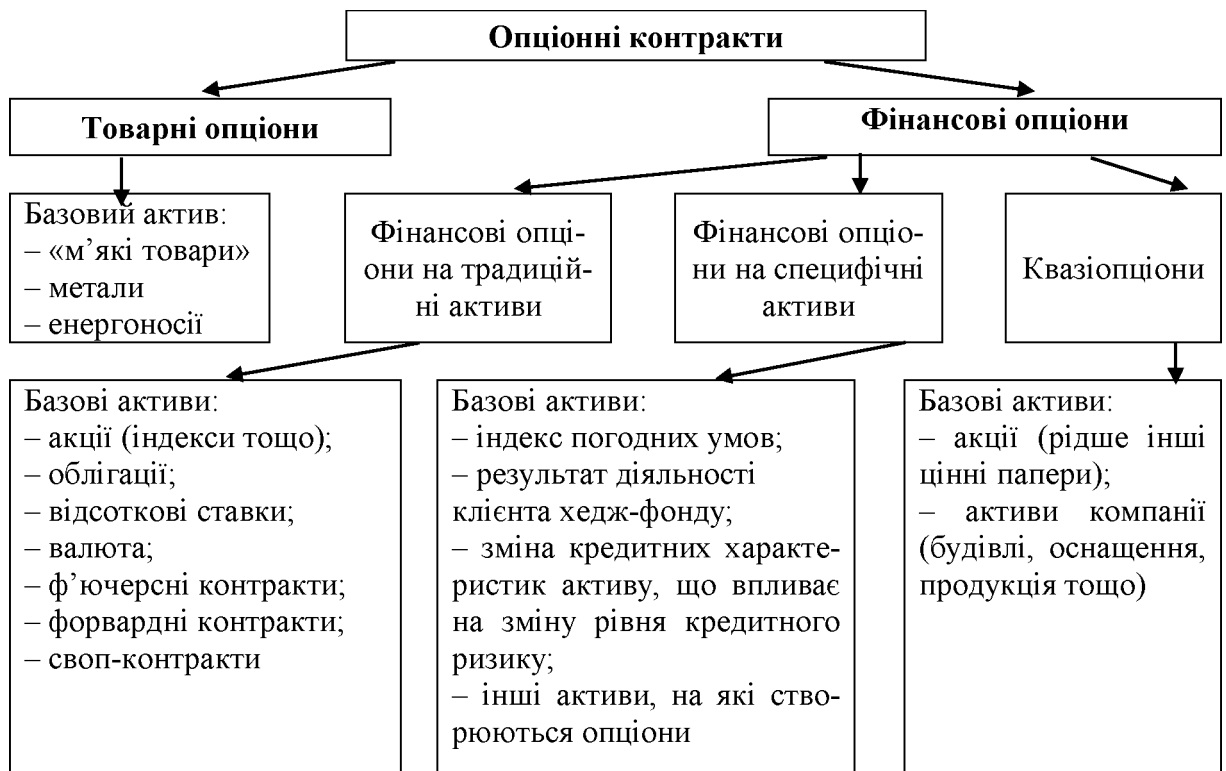 Опціонні контракти
Товарні опціони
Фінансові опціони
Базовий актив:
– «м’які товари»
– метали
– енергоносії
Фінансові опці-
они на традицій-
ні активи
Фінансові опціо-
ни на специфічні
активи
Квазіопціони
Базові активи:
– акції (індекси тощо);
– облігації;
– відсоткові ставки;
– валюта;
– ф’ючерсні контракти;
– форвардні контракти;
– своп-контракти
Базові активи:
– індекс погодних умов;
– результат діяльності
клієнта хедж-фонду;
– зміна кредитних характе-
ристик активу, що впливає
на зміну рівня кредитного
ризику;
– інші активи, на які ство-
рюються опціони
Базові активи:
– акції (рідше інші
цінні папери);
– активи компанії
(будівлі, оснащення,
продукція тощо)